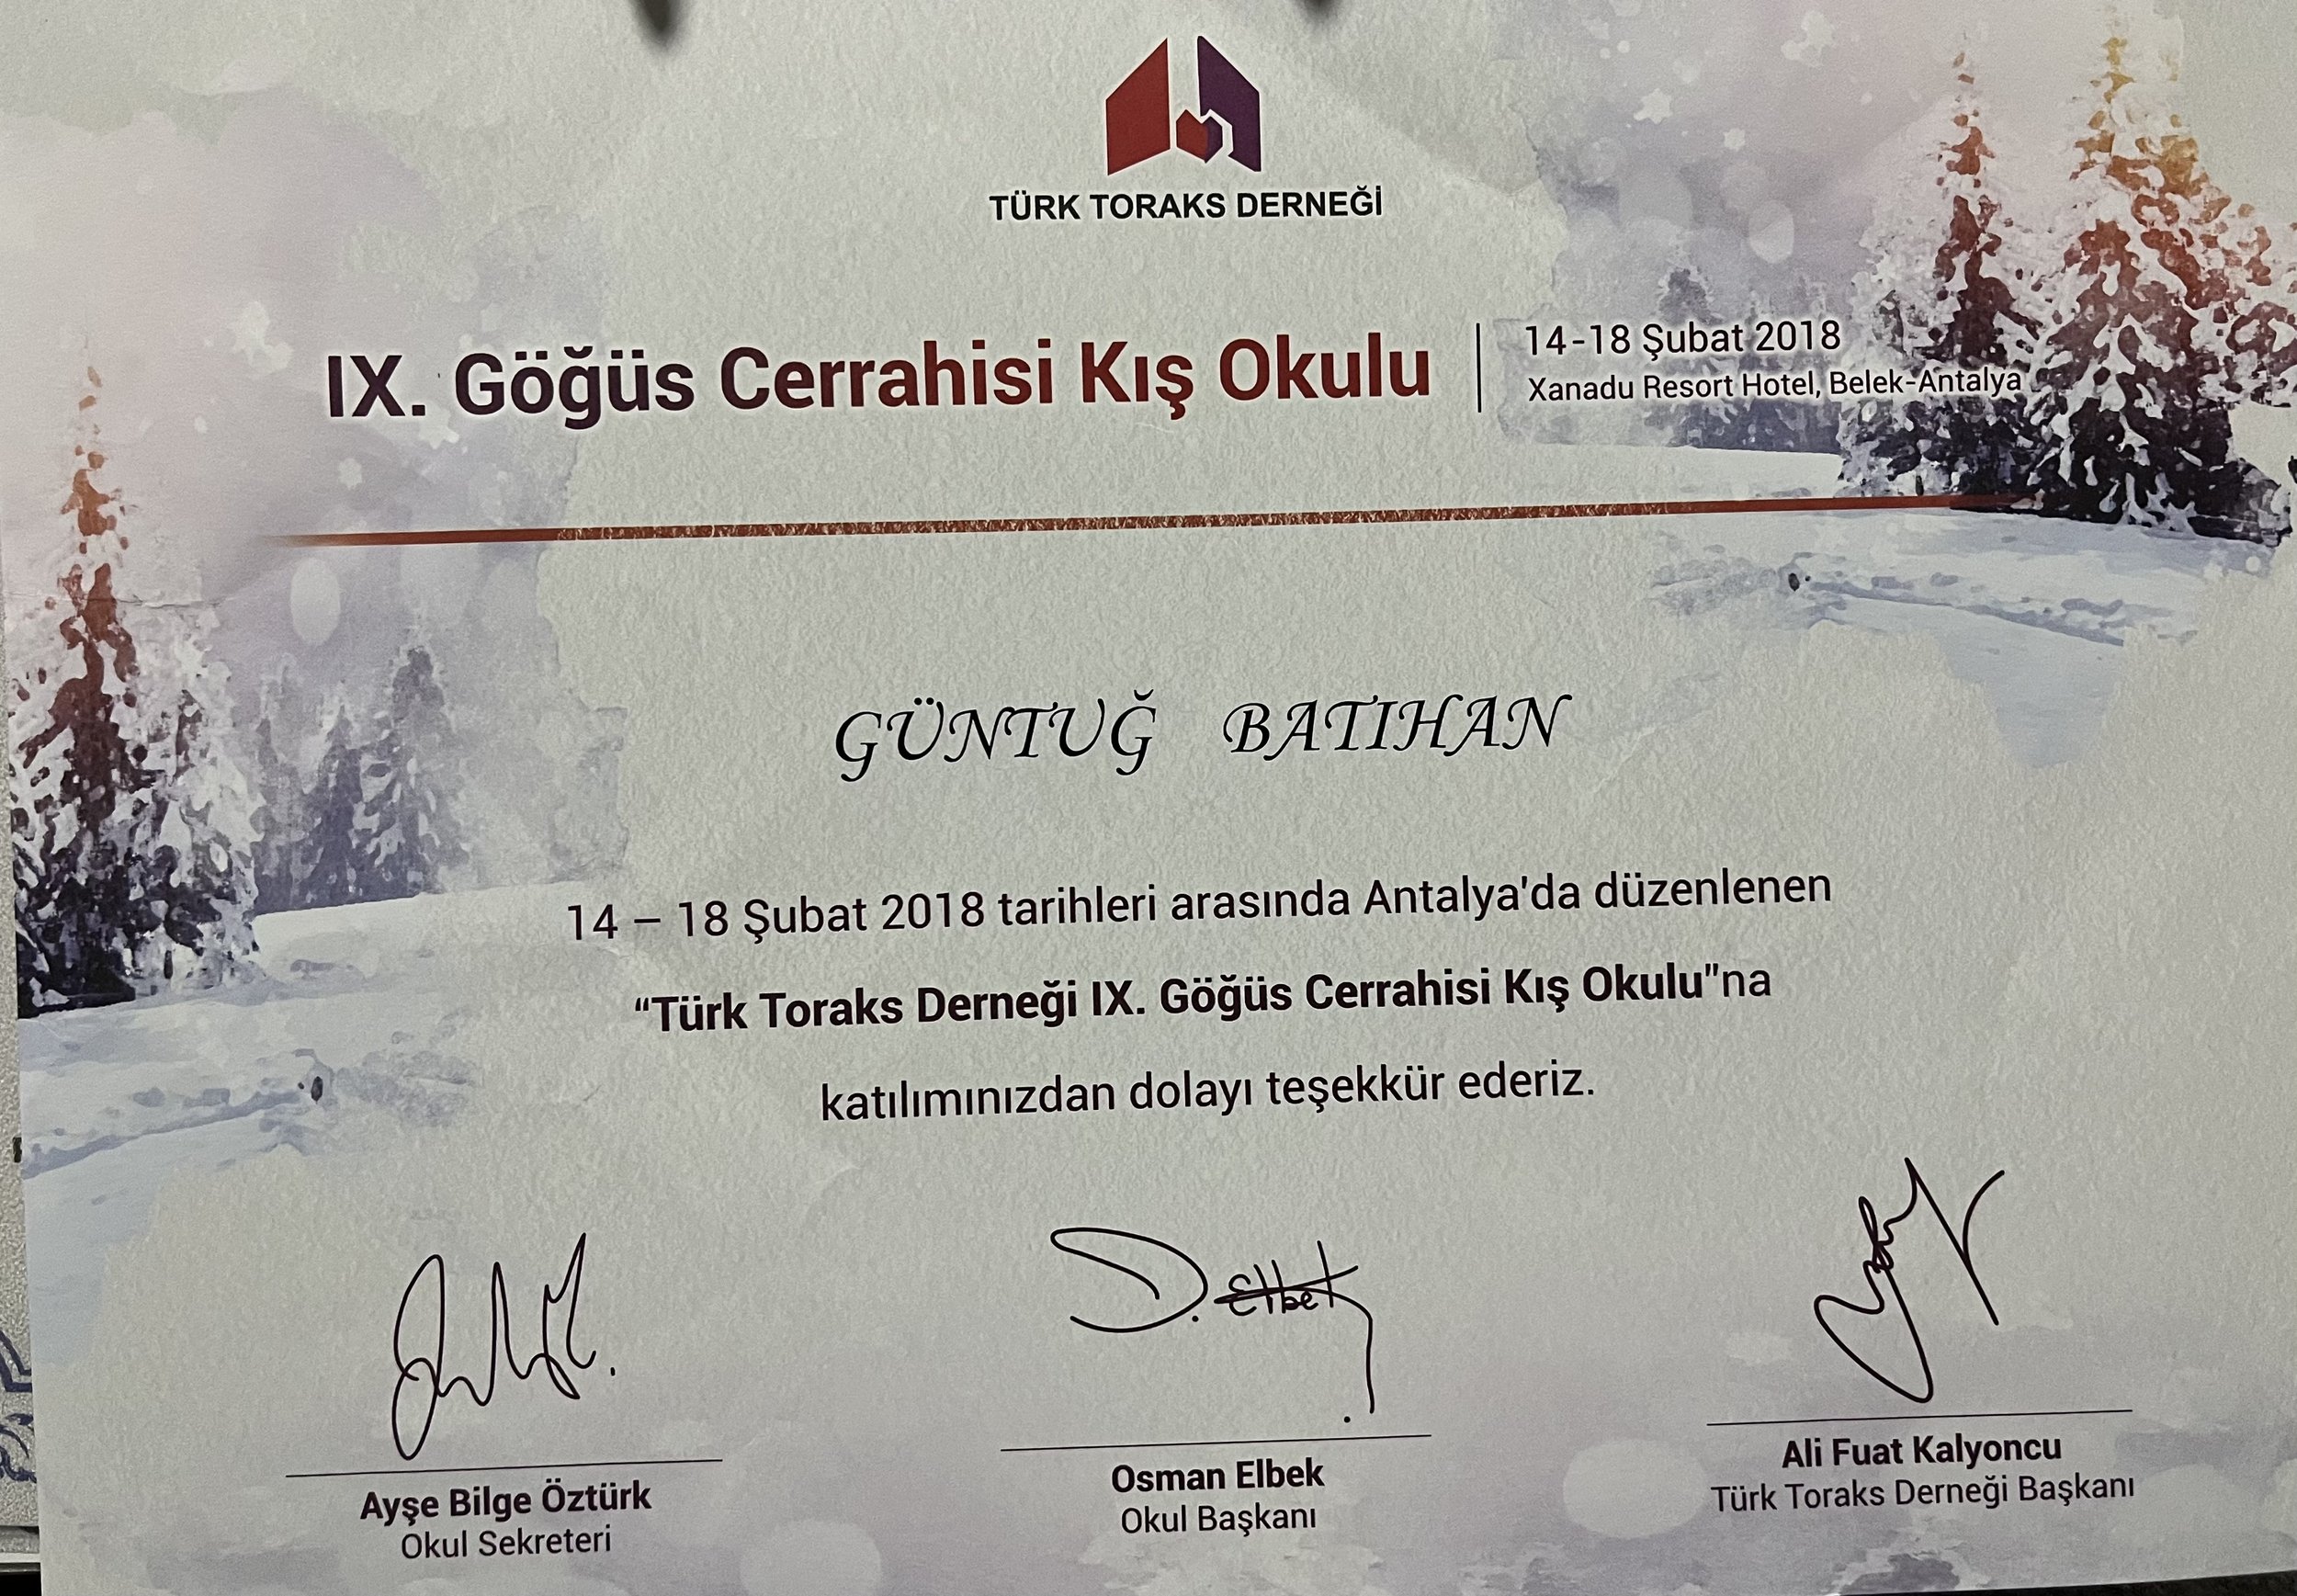 TÜRK TORAKS DERNEĞİ
IX. Göğüs Cerrahisi Kış Okulu
14-18 Şubat 2018
Xanadu Resort Hotel, Belek-Antalya
GÜNTUĞ BATIHAN
14 – 18 Şubat 2018 tarihleri arasında Antalya'da düzenlenen
“Türk Toraks Derneği IX. Göğüs Cerrahisi Kış Okulu”na
katılımınızdan dolayı teşekkür ederiz.
D. Elbek
Ayşe Bilge Öztürk
Okul Sekreteri
Osman Elbek
Okul Başkanı
Ali Fuat Kalyoncu
Türk Toraks Derneği Başkanı